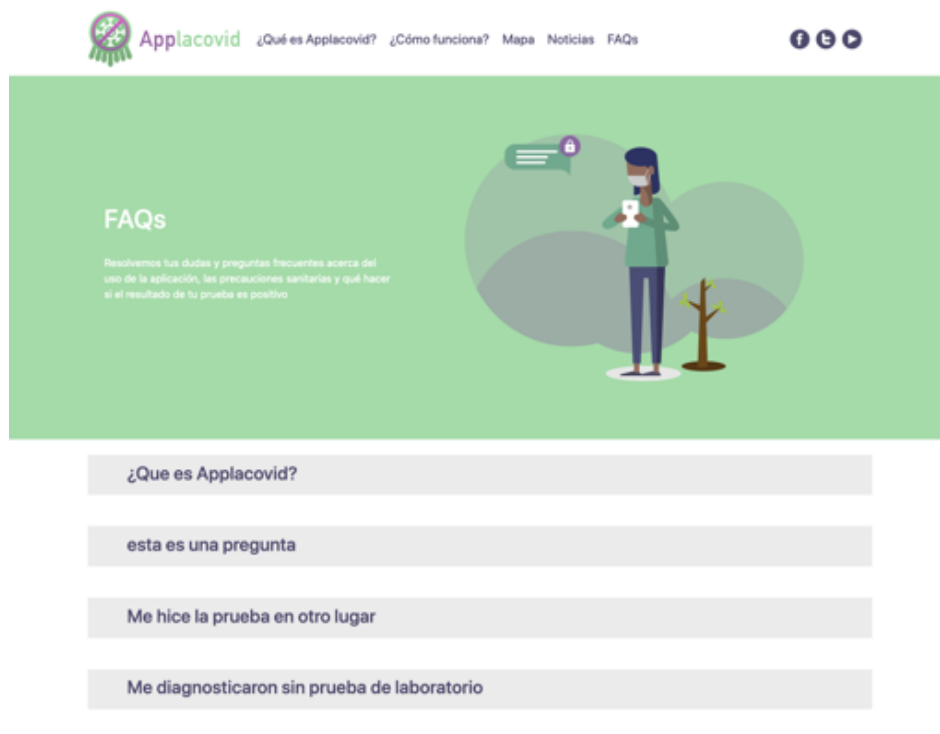 Applacovid ¿Qué es Applacovid? ¿Cómo funciona? Mapa Noticias FAQs
FAQs
Resolvemos tus dudas y preguntas frecuentes acerca del
uso de la aplicación, las precauciones sanitarias y qué hacer
si el resultado de tu prueba es positivo
¿Que es Applacovid?
esta es una pregunta
Me hice la prueba en otro lugar
Me diagnosticaron sin prueba de laboratorio